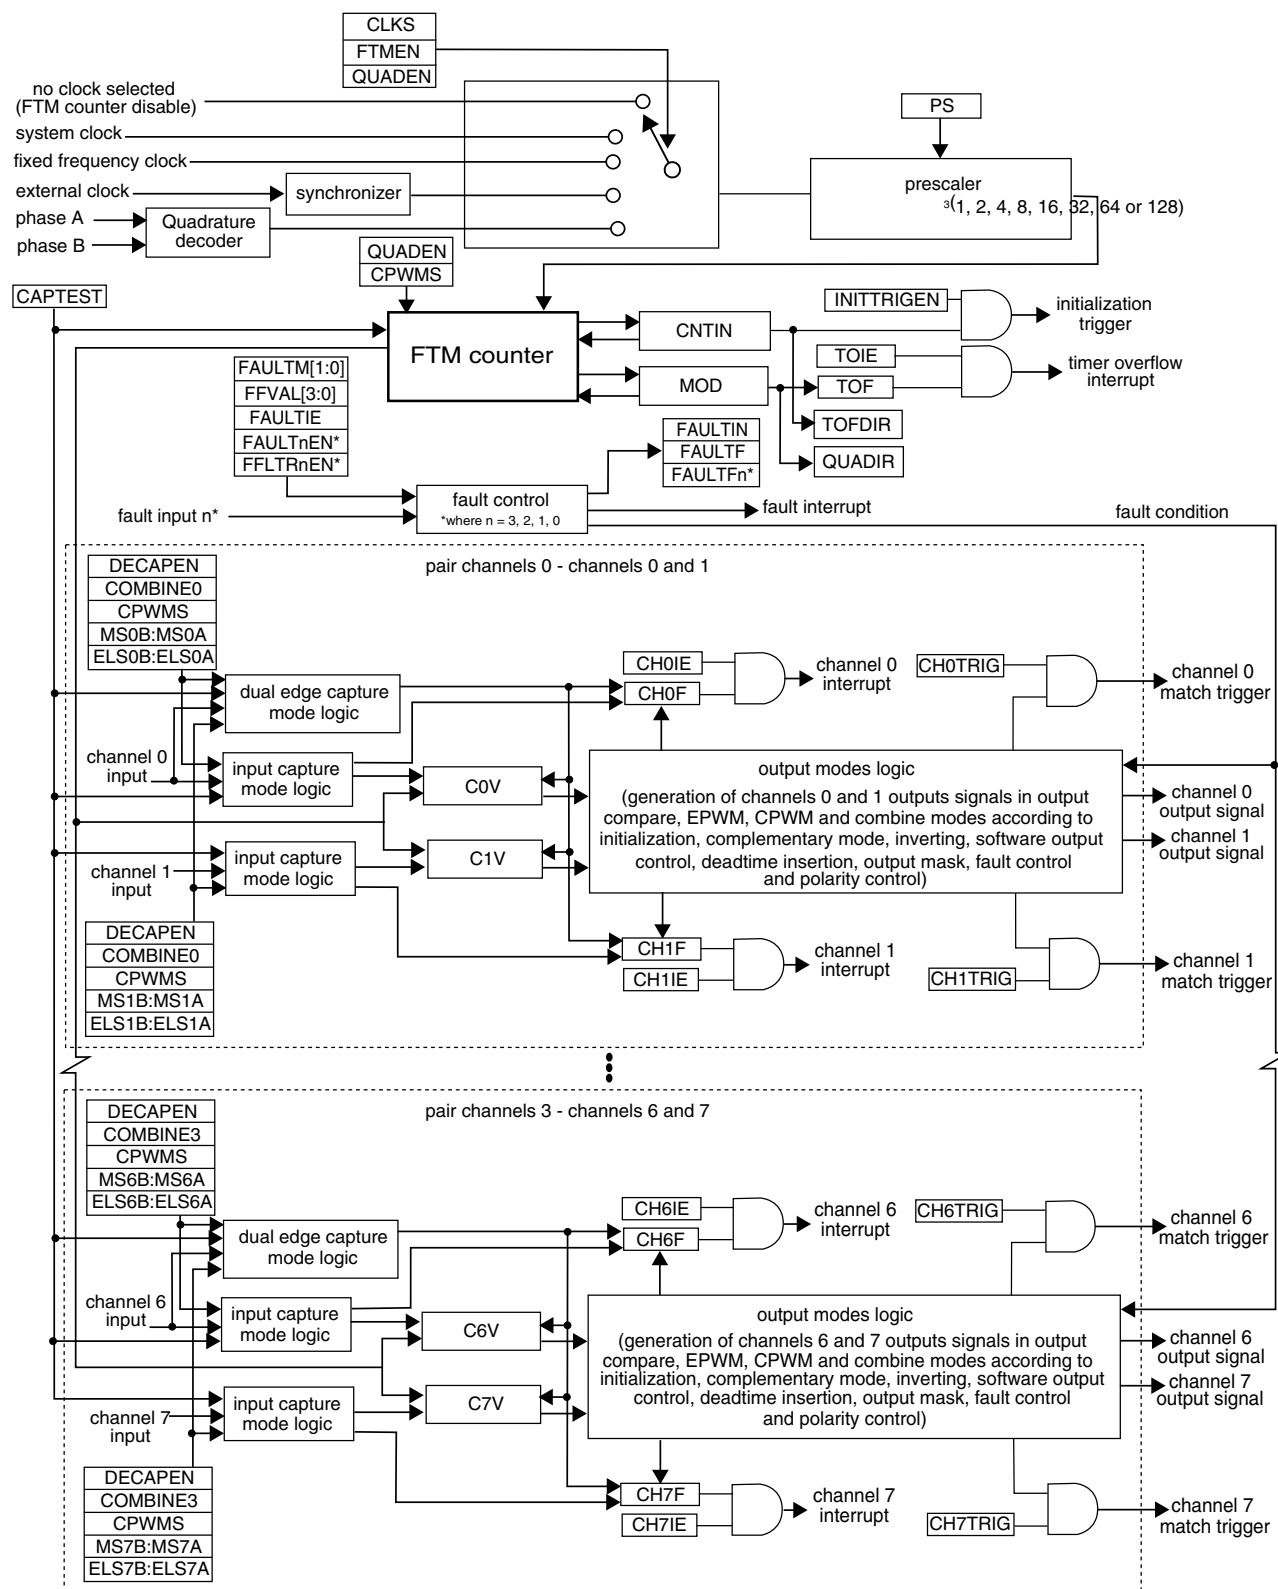 CLKS
FTMEN
QUADEN
no clock selected
(FTM counter disable)
system clock
fixed frequency clock
external clock
synchronizer
phase A
phase B
Quadrature
decoder
PS
prescaler
3(1, 2, 4, 8, 16, 32, 64 or 128)
QUADEN
CPWMS
CAPTEST
FTM counter
CNTIN
MOD
INITTRIGEN
initialization
trigger
TOIE
TOF
timer overflow
interrupt
TOFDIR
QUADIR
FAULTM[1:0]
FFVAL[3:0]
FAULTIE
FAULTnEN*
FFLTRnEN*
FAULTIN
FAULTF
FAULTFn*
fault input n*
fault control
*where n = 3, 2, 1, 0
fault interrupt
fault condition
pair channels 0 - channels 0 and 1
DECAPEN
COMBINE0
CPWMS
MS0B:MS0A
ELS0B:ELS0A
dual edge capture
mode logic
channel 0
input
input capture
mode logic
C0V
CH0IE
CH0F
channel 0
interrupt
CH0TRIG
channel 0
match trigger
output modes logic
(generation of channels 0 and 1 outputs signals in output
compare, EPWM, CPWM and combine modes according to
initialization, complementary mode, inverting, software output
control, deadtime insertion, output mask, fault control
and polarity control)
channel 0
output signal
channel 1
output signal
channel 1
input
input capture
mode logic
C1V
DECAPEN
COMBINE0
CPWMS
MS1B:MS1A
ELS1B:ELS1A
CH1F
CH1IE
channel 1
interrupt
CH1TRIG
channel 1
match trigger
pair channels 3 - channels 6 and 7
DECAPEN
COMBINE3
CPWMS
MS6B:MS6A
ELS6B:ELS6A
dual edge capture
mode logic
channel 6
input
input capture
mode logic
C6V
CH6IE
CH6F
channel 6
interrupt
CH6TRIG
channel 6
match trigger
output modes logic
(generation of channels 6 and 7 outputs signals in output
compare, EPWM, CPWM and combine modes according to
initialization, complementary mode, inverting, software output
control, deadtime insertion, output mask, fault control
and polarity control)
channel 6
output signal
channel 7
output signal
channel 7
input
input capture
mode logic
C7V
DECAPEN
COMBINE3
CPWMS
MS7B:MS7A
ELS7B:ELS7A
CH7F
CH7IE
channel 7
interrupt
CH7TRIG
channel 7
match trigger